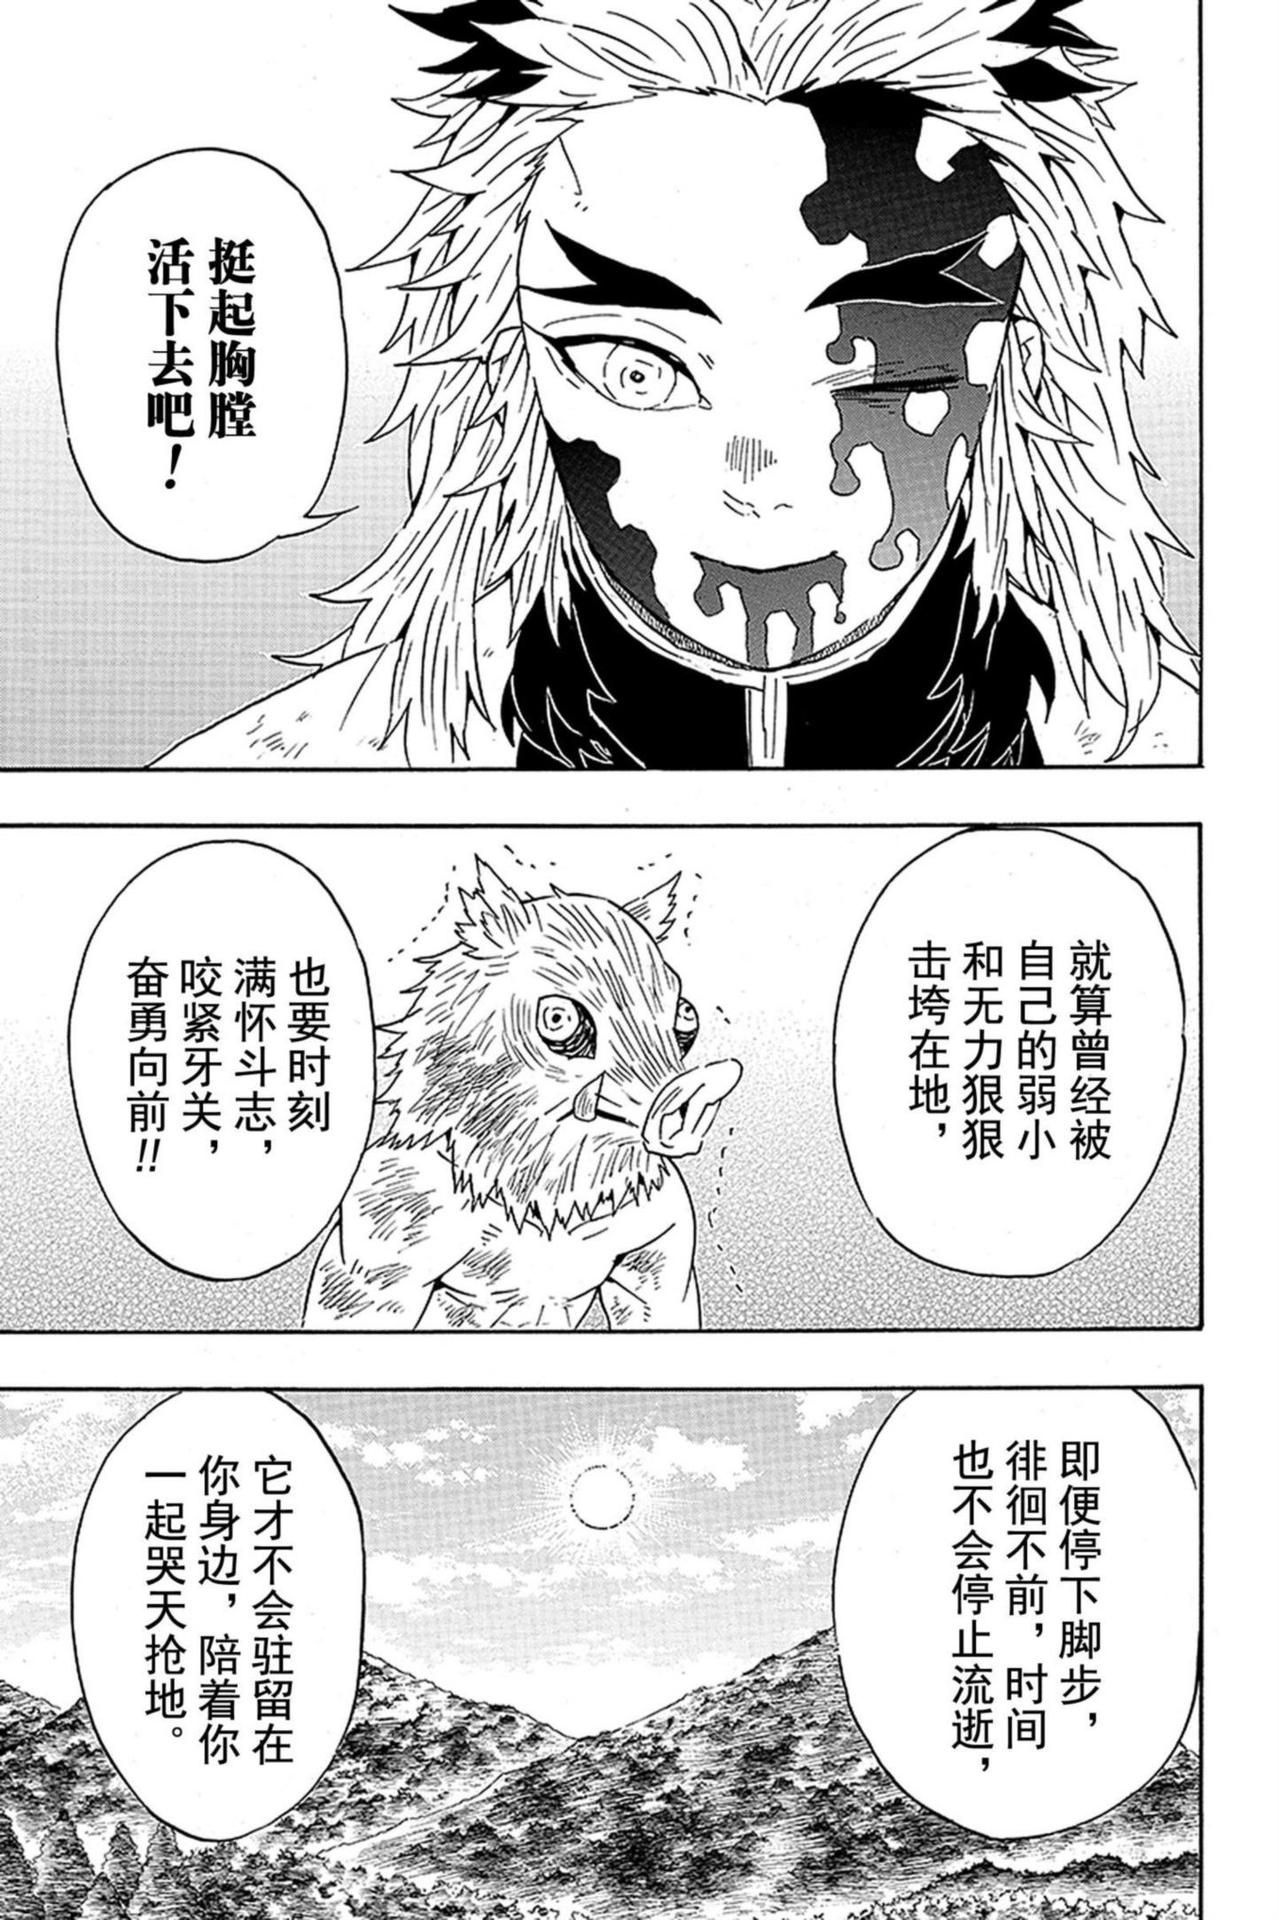 挺起胸膛
活下去吧！
就算曾经被
自己的弱小
和无力狠狠
击垮在地，
也要时刻
满怀斗志，
咬紧牙关，
奋勇向前！！
即便停下脚步，
徘徊不前，时间
也不会停止流逝，
它才不会驻留在
你身边，陪着你
一起哭天抢地。